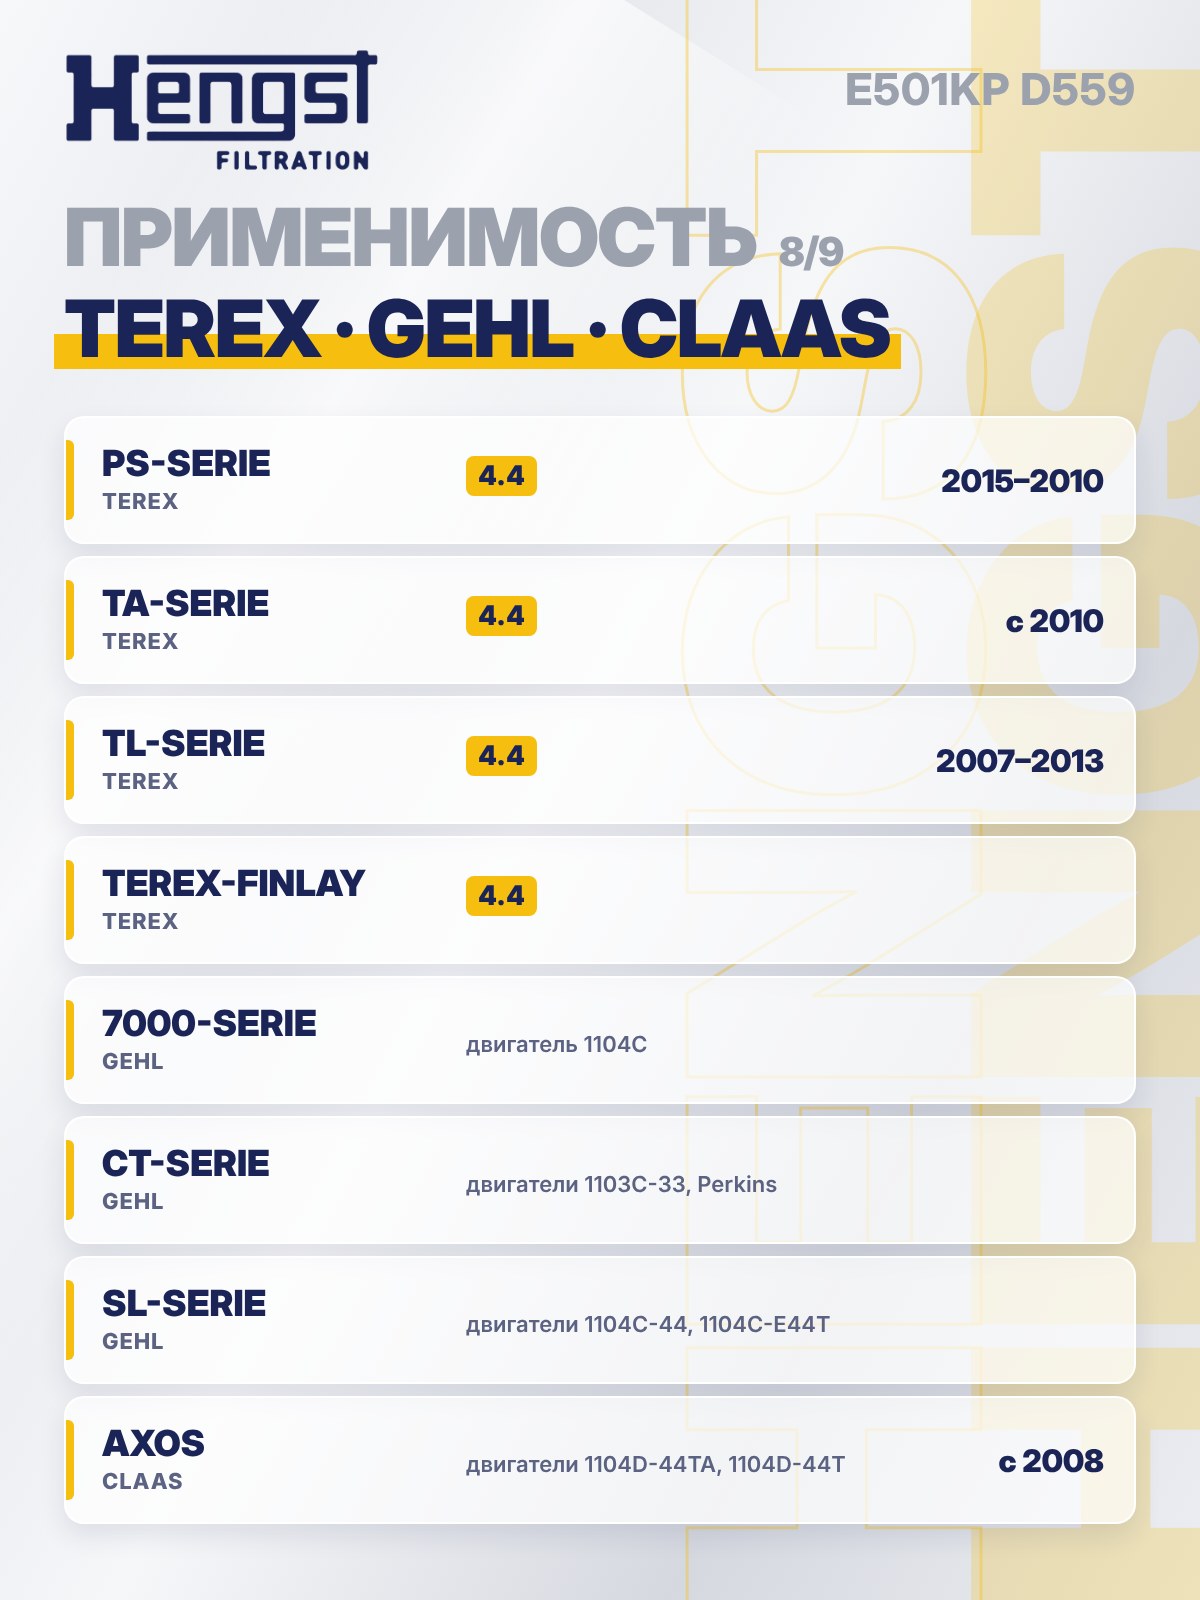 Hengst
FILTRATION
E501KP D559
ПРИМЕНИМОСТЬ 8/9
TEREX · GEHL · CLAAS
PS-SERIE
TEREX
4.4
2015–2010
TA-SERIE
TEREX
4.4
с 2010
TL-SERIE
TEREX
4.4
2007–2013
TEREX-FINLAY
TEREX
4.4
7000-SERIE
GEHL
двигатель 1104C
CT-SERIE
GEHL
двигатели 1103C-33, Perkins
SL-SERIE
GEHL
двигатели 1104C-44, 1104C-E44T
AXOS
CLAAS
двигатели 1104D-44TA, 1104D-44T
с 2008
HENGST
HENGST